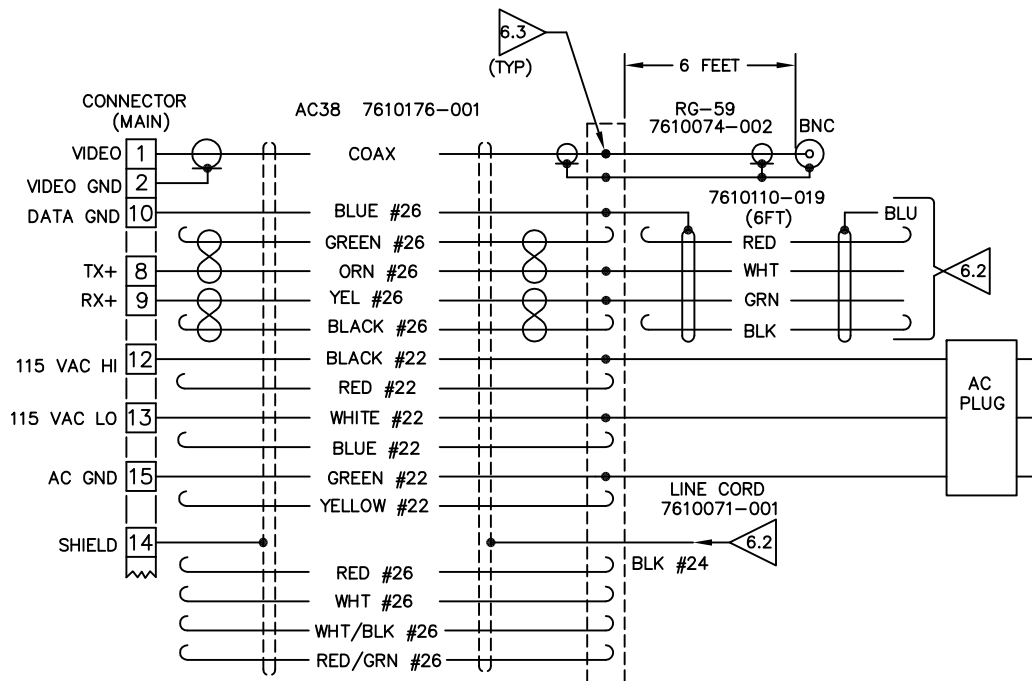 6.3
(TYP)
6 FEET
CONNECTOR
(MAIN)
AC38 7610176-001
RG-59
7610074-002
BNC
VIDEO 1 COAX
VIDEO GND 2
7610110-019
(6FT)
DATA GND 10 BLUE #26 BLU
GREEN #26 RED
TX+ 8 ORN #26 WHT 6.2
RX+ 9 YEL #26 GRN
BLACK #26 BLK
115 VAC HI 12 BLACK #22
RED #22
AC
PLUG
115 VAC LO 13 WHITE #22
BLUE #22
AC GND 15 GREEN #22
LINE CORD
7610071-001
YELLOW #22
SHIELD 14 6.2
BLK #24
RED #26
WHT #26
WHT/BLK #26
RED/GRN #26